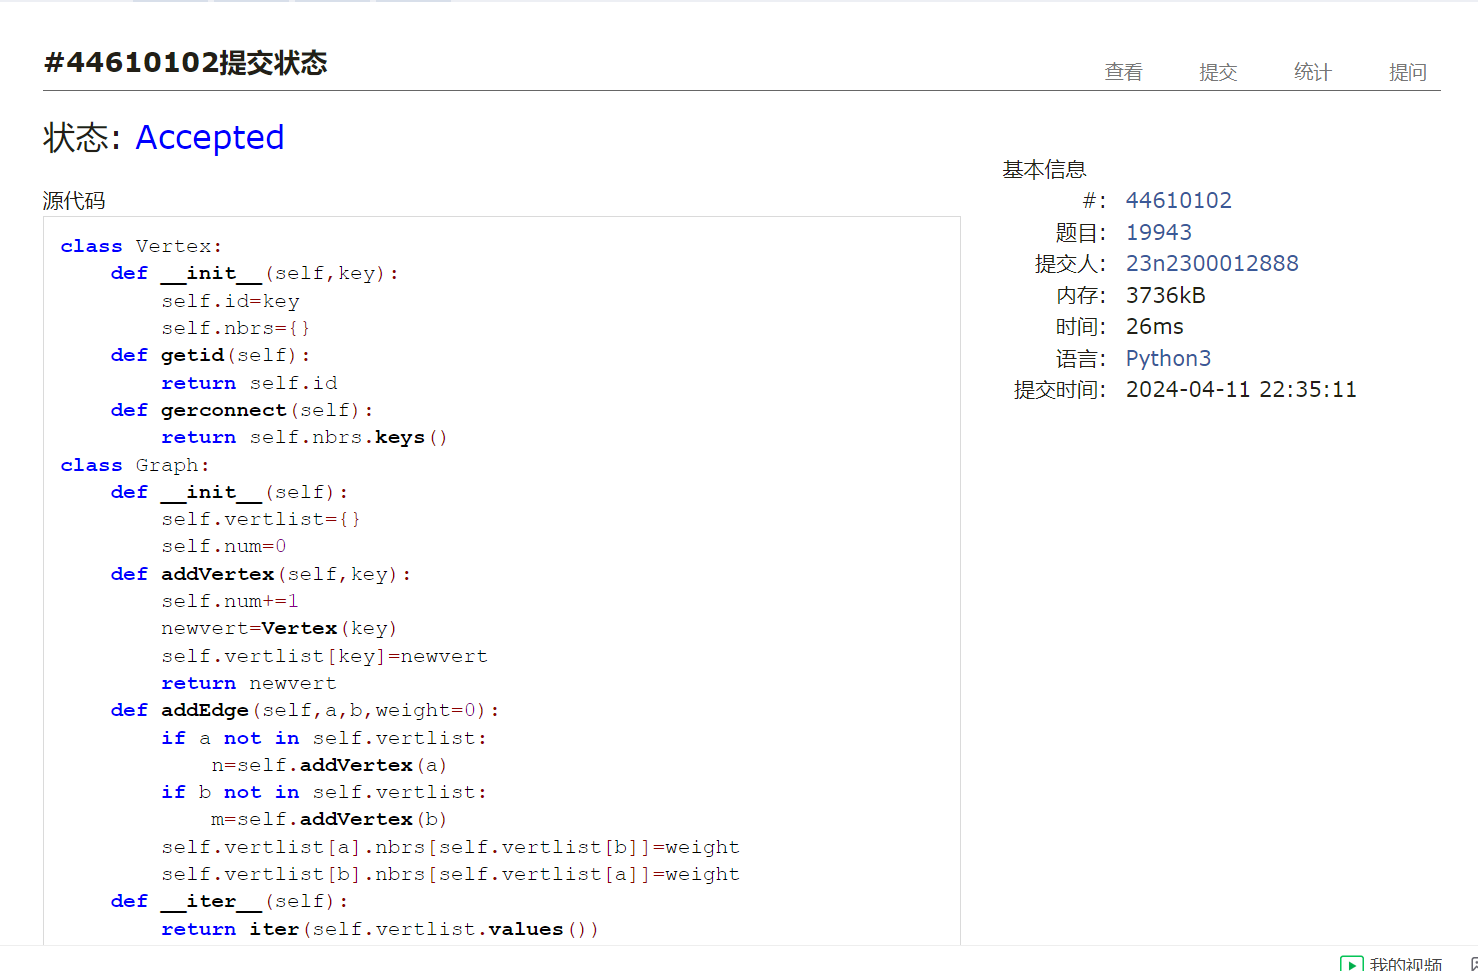 #44610102提交状态
查看 提交 统计 提问
状态: Accepted
源代码
class Vertex:
    def __init__(self,key):
        self.id=key
        self.nbrs={}
    def getid(self):
        return self.id
    def gerconnect(self):
        return self.nbrs.keys()
class Graph:
    def __init__(self):
        self.vertlist={}
        self.num=0
    def addVertex(self,key):
        self.num+=1
        newvert=Vertex(key)
        self.vertlist[key]=newvert
        return newvert
    def addEdge(self,a,b,weight=0):
        if a not in self.vertlist:
            n=self.addVertex(a)
        if b not in self.vertlist:
            m=self.addVertex(b)
        self.vertlist[a].nbrs[self.vertlist[b]]=weight
        self.vertlist[b].nbrs[self.vertlist[a]]=weight
    def __iter__(self):
        return iter(self.vertlist.values())
基本信息
#: 44610102
题目: 19943
提交人: 23n2300012888
内存: 3736kB
时间: 26ms
语言: Python3
提交时间: 2024-04-11 22:35:11
我的视频